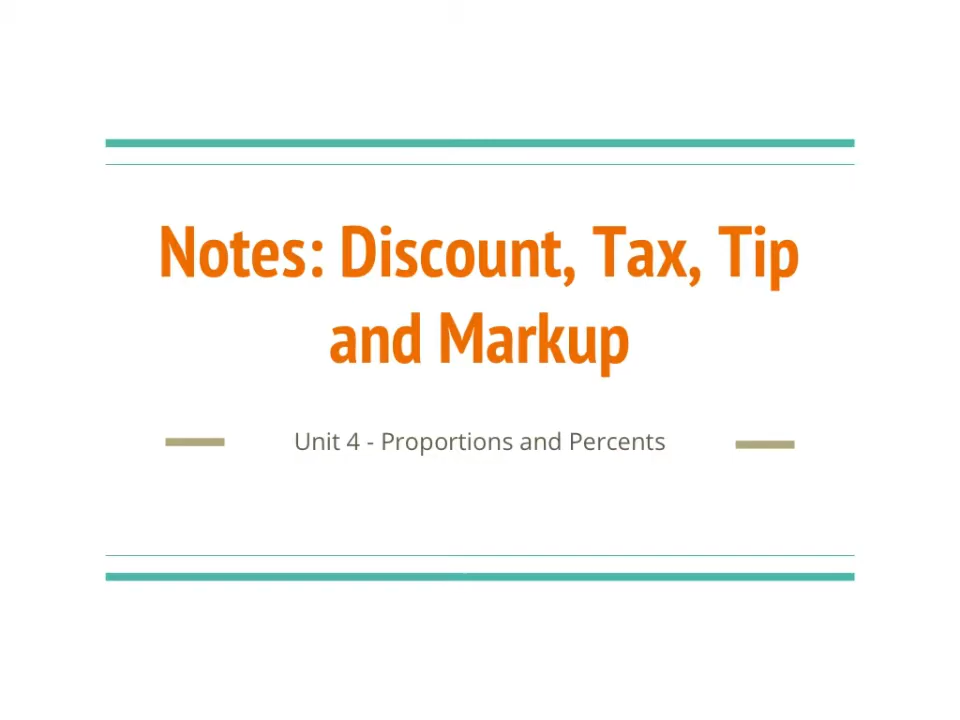 Notes: Discount, Tax, Tip
and Markup
Unit 4 - Proportions and Percents